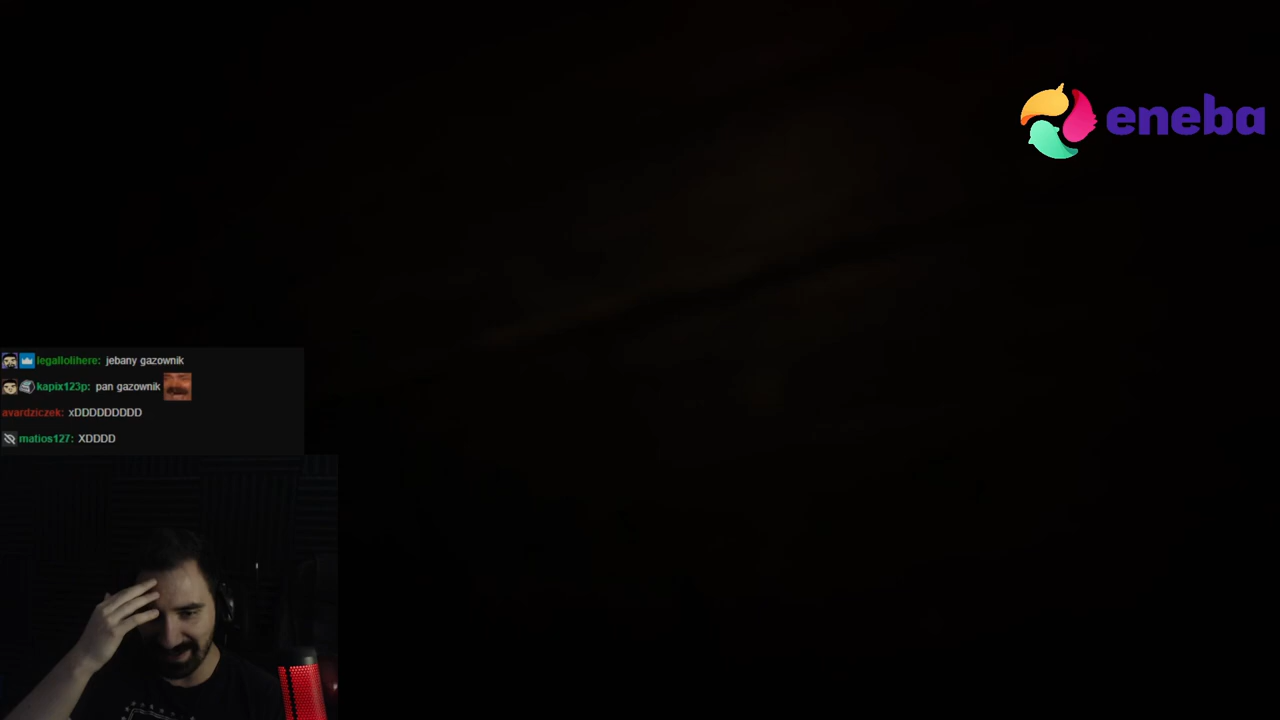 eneba
legallolihere: jebany gazownik
kapix123p: pan gazownik
avardziczek: xDDDDDDDDD
matios127: XDDDD